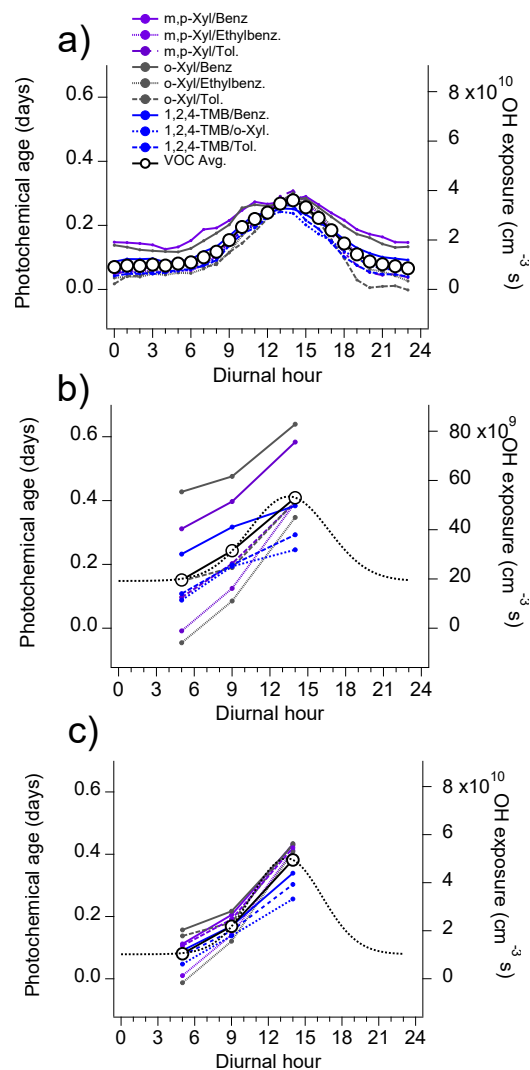 a)
m,p-Xyl/Benz
m,p-Xyl/Ethylbenz.
m,p-Xyl/Tol.
o-Xyl/Benz
o-Xyl/Ethylbenz.
o-Xyl/Tol.
1,2,4-TMB/Benz.
1,2,4-TMB/o-Xyl.
1,2,4-TMB/Tol.
VOC Avg.
Photochemical age (days)
0.6
0.4
0.2
0.0
8 x10^10
6
4
2
0
OH exposure (cm^-3 s)
0 3 6 9 12 15 18 21 24
Diurnal hour
b)
Photochemical age (days)
0.6
0.4
0.2
0.0
80 x10^9
60
40
20
0
OH exposure (cm^-3 s)
0 3 6 9 12 15 18 21 24
Diurnal hour
c)
Photochemical age (days)
0.6
0.4
0.2
0.0
8 x10^10
6
4
2
0
OH exposure (cm^-3 s)
0 3 6 9 12 15 18 21 24
Diurnal hour